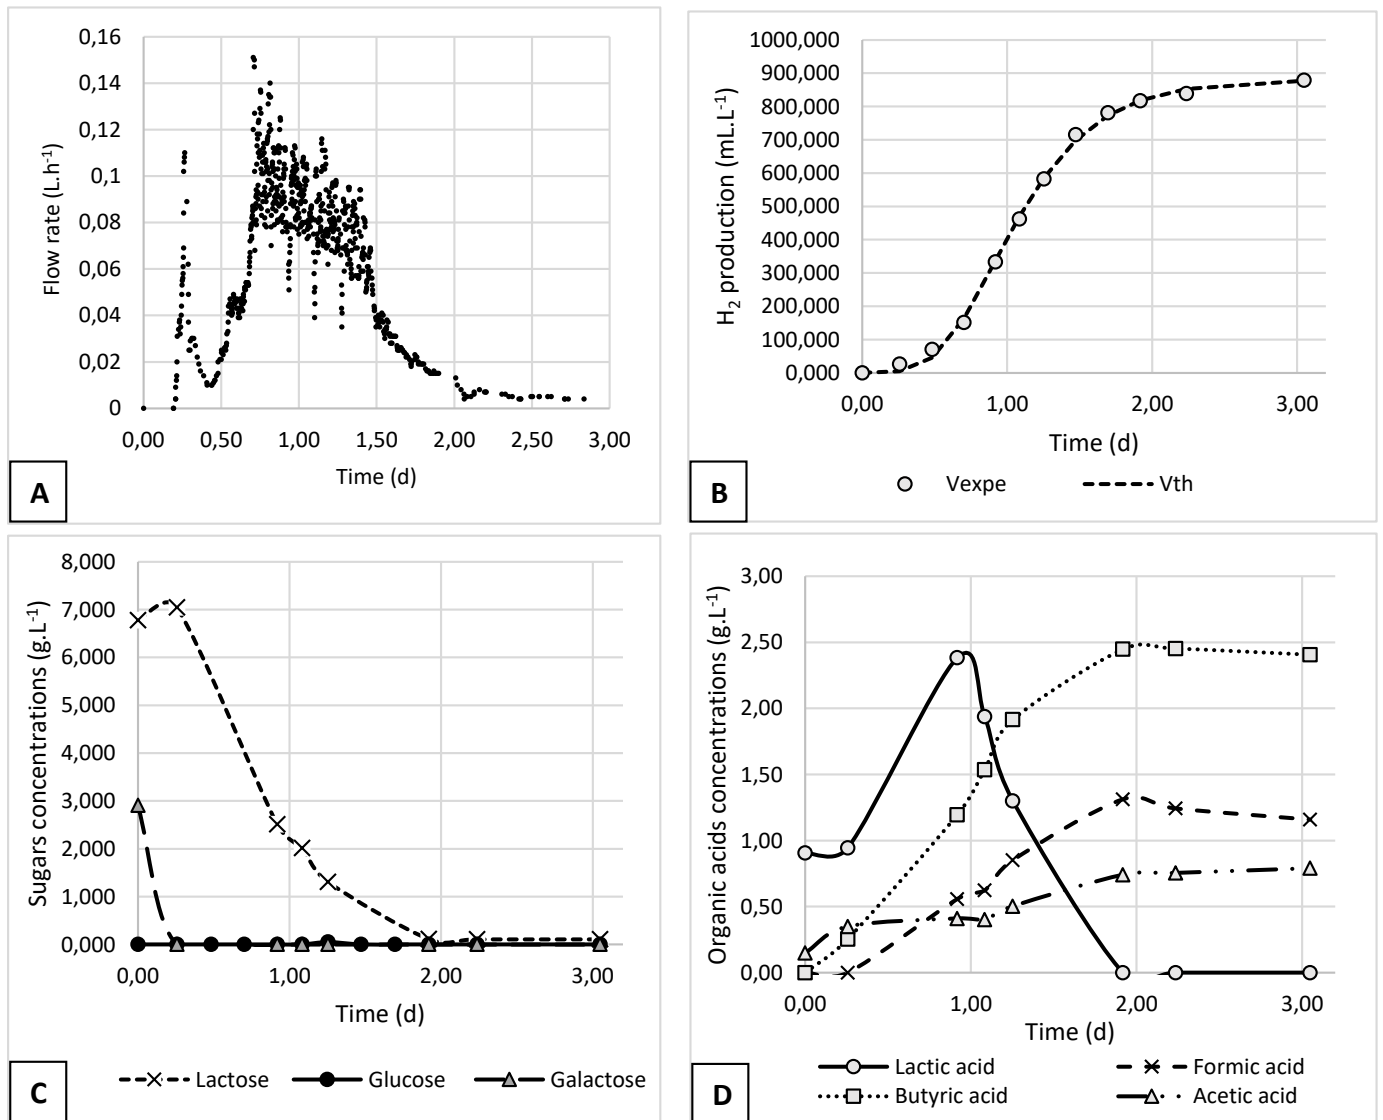 0,16
0,14
0,12
0,1
0,08
0,06
0,04
0,02
0
Flow rate (L.h-1)
0,00 0,50 1,00 1,50 2,00 2,50 3,00
Time (d)
A
1000,000
900,000
800,000
700,000
600,000
500,000
400,000
300,000
200,000
100,000
0,000
H2 production (mL.L-1)
0,00 1,00 2,00 3,00
Time (d)
Vexpe Vth
B
8,000
7,000
6,000
5,000
4,000
3,000
2,000
1,000
0,000
Sugars concentrations (g.L-1)
0,00 1,00 2,00 3,00
Time (d)
Lactose Glucose Galactose
C
3,00
2,50
2,00
1,50
1,00
0,50
0,00
Organic acids concentrations (g.L-1)
0,00 1,00 2,00 3,00
Time (d)
Lactic acid Formic acid
Butyric acid Acetic acid
D